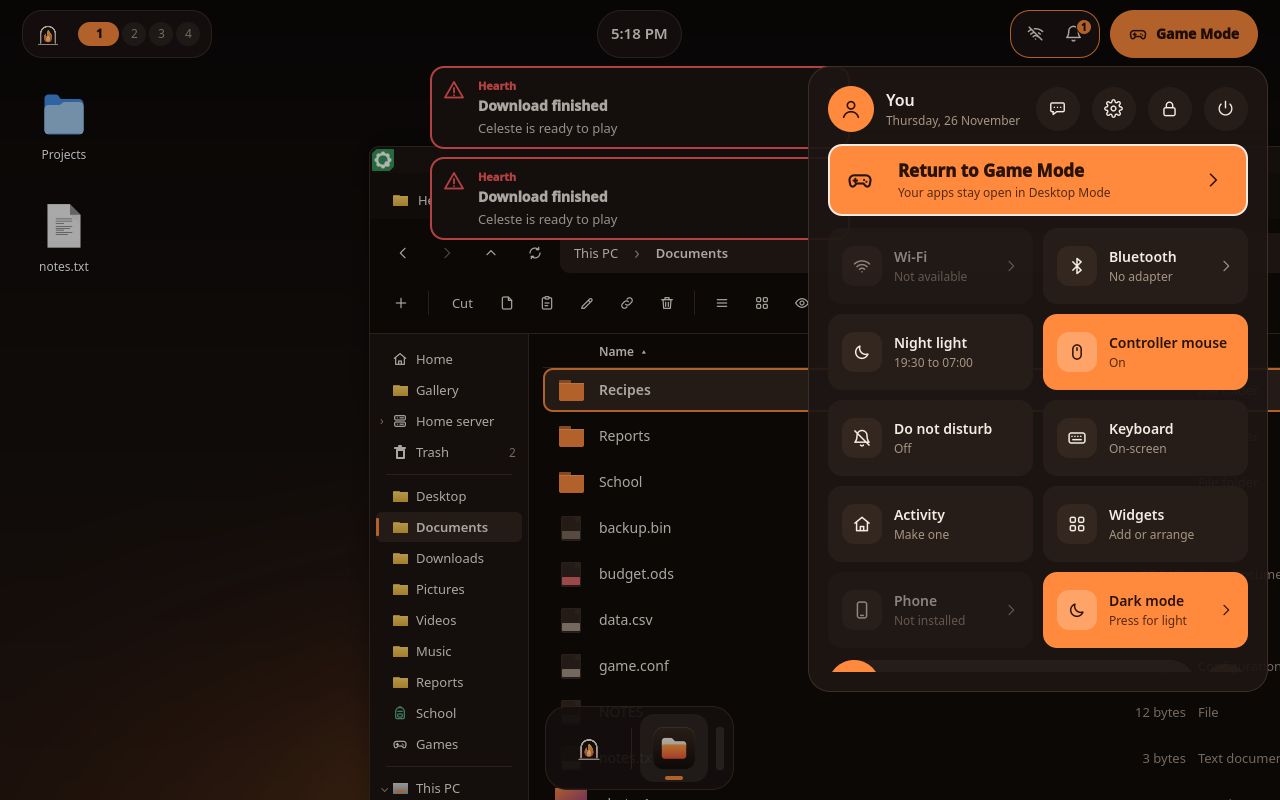 1 2 3 4
5:18 PM
1
Game Mode
Projects
notes.txt
Hearth
Download finished
Celeste is ready to play
Hearth
Download finished
Celeste is ready to play
This PC › Documents
Cut
Home
Gallery
Home server
Trash 2
Desktop
Documents
Downloads
Pictures
Videos
Music
Reports
School
Games
This PC
Name
Recipes
Reports
School
backup.bin
budget.ods
data.csv
game.conf
NOTES
12 bytes File
3 bytes
You
Thursday, 26 November
Return to Game Mode
Your apps stay open in Desktop Mode
Wi-Fi
Not available
Bluetooth
No adapter
Night light
19:30 to 07:00
Controller mouse
On
Do not disturb
Off
Keyboard
On-screen
Activity
Make one
Widgets
Add or arrange
Phone
Not installed
Dark mode
Press for light